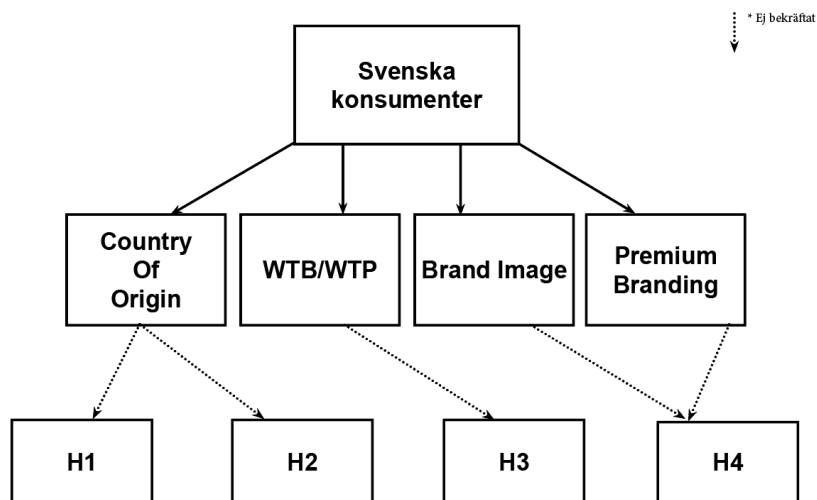 * Ej bekräftat
Svenska
konsumenter
Country
Of
Origin
WTB/WTP
Brand Image
Premium
Branding
H1
H2
H3
H4